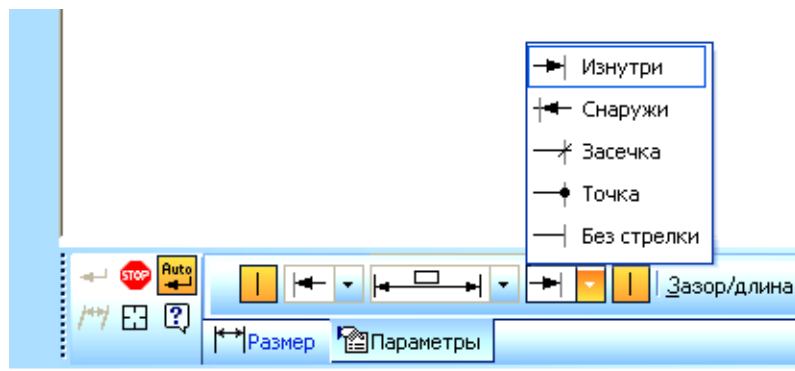 Изнутри
Снаружи
Засечка
Точка
Без стрелки
STOP Auto
Зазор/длина
?
Размер Параметры